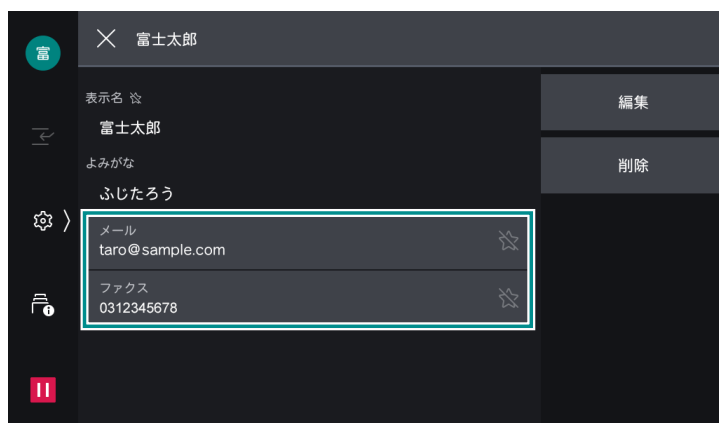 富士太郎
富
表示名
富士太郎
よみがな
ふじたろう
メール
taro@sample.com
ファクス
0312345678
編集
削除